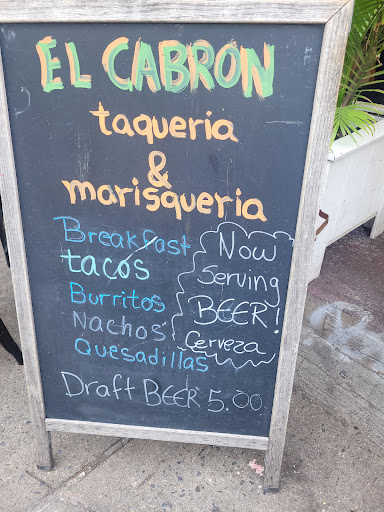 EL CABRON
taqueria
&
marisqueria
Breakfast
tacos
Burritos
Nachos
Quesadillas
Now
Serving
BEER!
Cerveza
Draft BEER 5.00